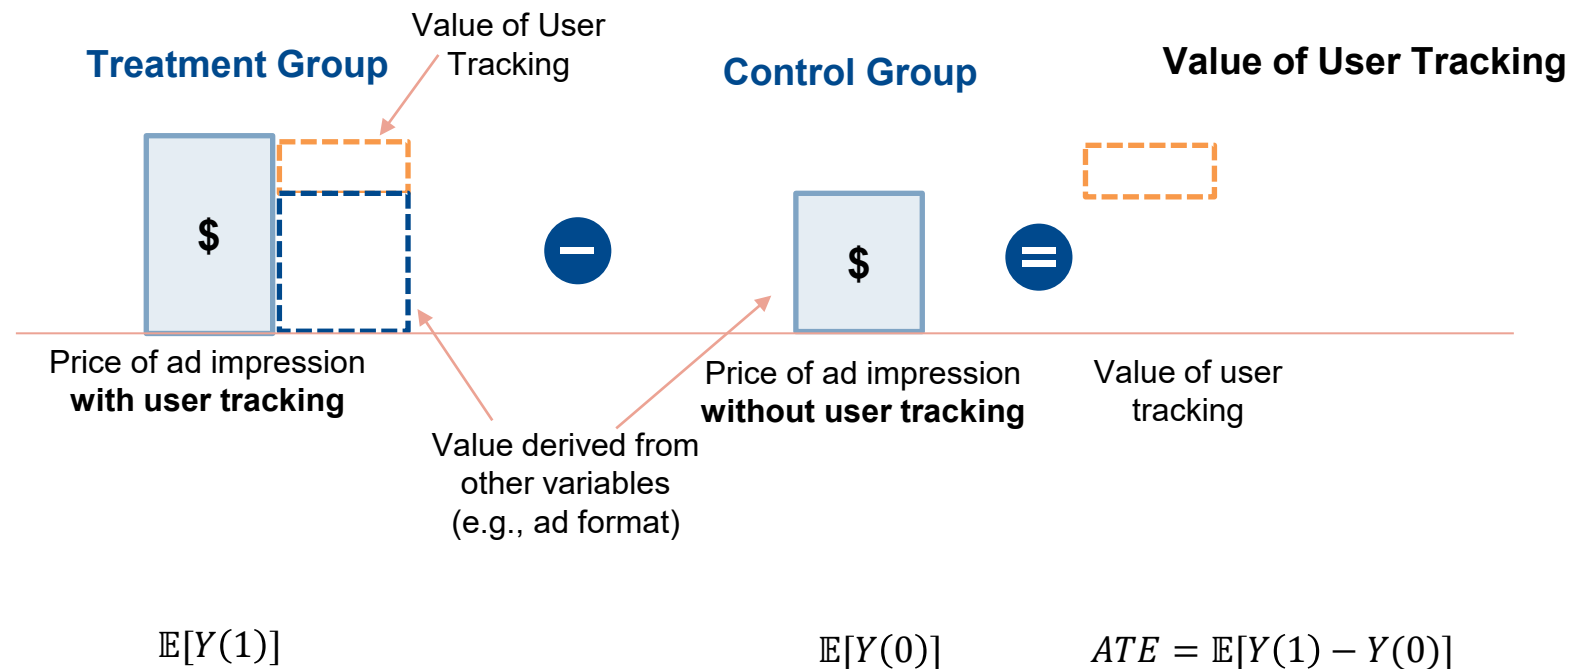 Value of User
Tracking
Treatment Group
Control Group
Value of User Tracking
$
$
Price of ad impression
with user tracking
Price of ad impression
without user tracking
Value of user
tracking
Value derived from
other variables
(e.g., ad format)
𝔼[Y(1)]
𝔼[Y(0)]
ATE = 𝔼[Y(1) − Y(0)]